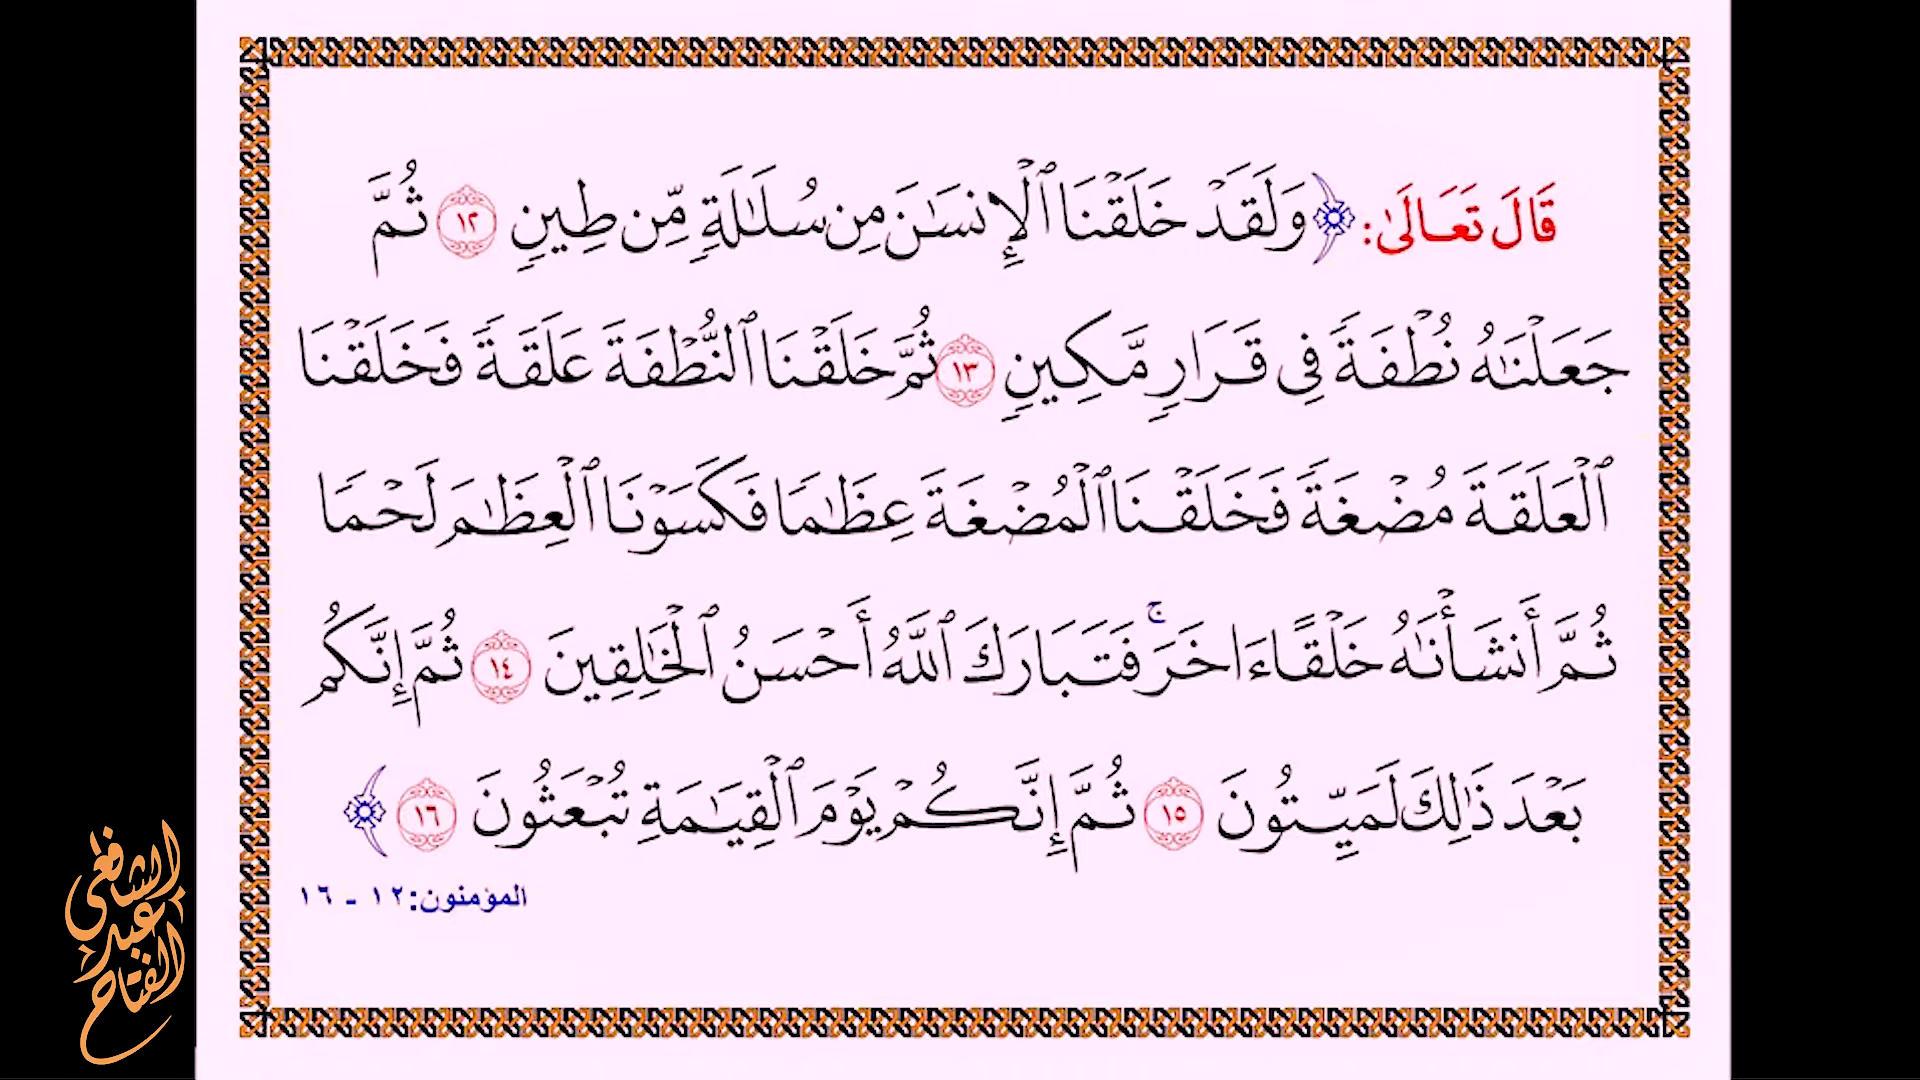 قَالَ تَعَالَىٰ: ﴿ وَلَقَدْ خَلَقْنَا ٱلْإِنسَـٰنَ مِن سُلَـٰلَةٍ مِّن طِينٍ ١٢ ثُمَّ
جَعَلْنَـٰهُ نُطْفَةً فِى قَرَارٍ مَّكِينٍ ١٣ ثُمَّ خَلَقْنَا ٱلنُّطْفَةَ عَلَقَةً فَخَلَقْنَا
ٱلْعَلَقَةَ مُضْغَةً فَخَلَقْنَا ٱلْمُضْغَةَ عِظَـٰمًا فَكَسَوْنَا ٱلْعِظَـٰمَ لَحْمًا
ثُمَّ أَنشَأْنَـٰهُ خَلْقًا ءَاخَرَ ۚ فَتَبَارَكَ ٱللَّهُ أَحْسَنُ ٱلْخَـٰلِقِينَ ١٤ ثُمَّ إِنَّكُم
بَعْدَ ذَٰلِكَ لَمَيِّتُونَ ١٥ ثُمَّ إِنَّكُمْ يَوْمَ ٱلْقِيَـٰمَةِ تُبْعَثُونَ ١٦ ﴾
المؤمنون: ١٢ - ١٦
الشافعي
عبد
الفتاح